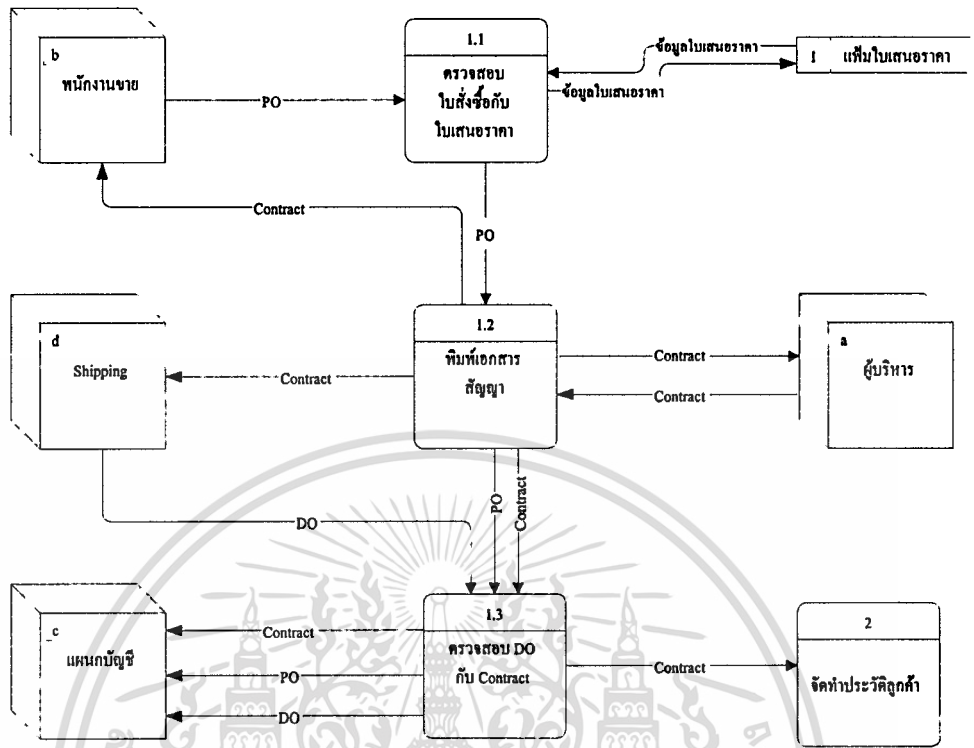 b
พนักงานขาย
PO
1.1
ตรวจสอบ
ใบสั่งซื้อกับ
ใบเสนอราคา
ข้อมูลใบเสนอราคา
ข้อมูลใบเสนอราคา
1 แฟ้มใบเสนอราคา
Contract
PO
d
Shipping
Contract
1.2
พิมพ์เอกสาร
สัญญา
Contract
Contract
a
ผู้บริหาร
DO
PO
Contract
c
แผนกบัญชี
Contract
PO
DO
1.3
ตรวจสอบ DO
กับ Contract
Contract
2
จัดทำประวัติลูกค้า